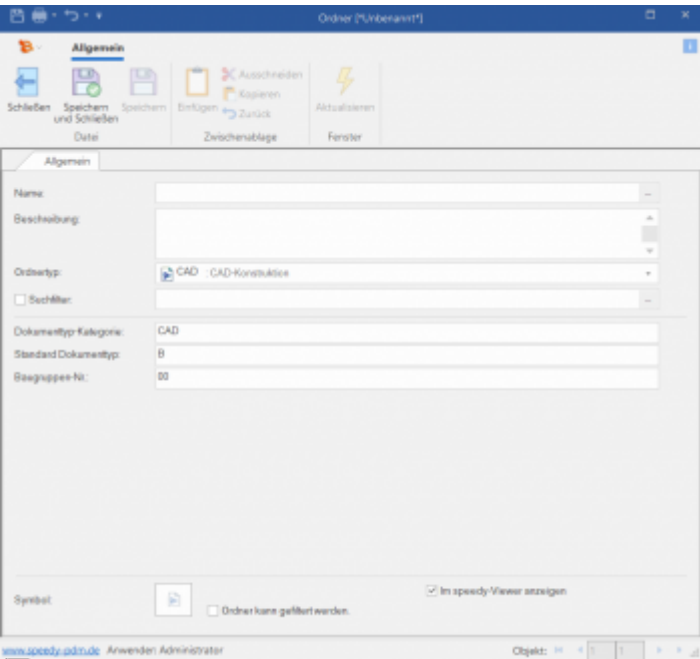 Ordner [*Unbenannt*]
Allgemein
Schließen
Speichern und Schließen
Speichern
Einfügen
Ausschneiden
Kopieren
Zurück
Aktualisieren
Datei
Zwischenablage
Fenster
Allgemein
Name:
Beschreibung:
Ordnertyp: CAD : CAD-Konstruktion
Suchfilter:
Dokumenttyp-Kategorie: CAD
Standard Dokumenttyp: B
Baugruppen-Nr.: 00
Symbol:
Im speedy-Viewer anzeigen
Ordner kann gefiltert werden.
www.speedy-pdm.de Anwender: Administrator
Objekt: 1 1